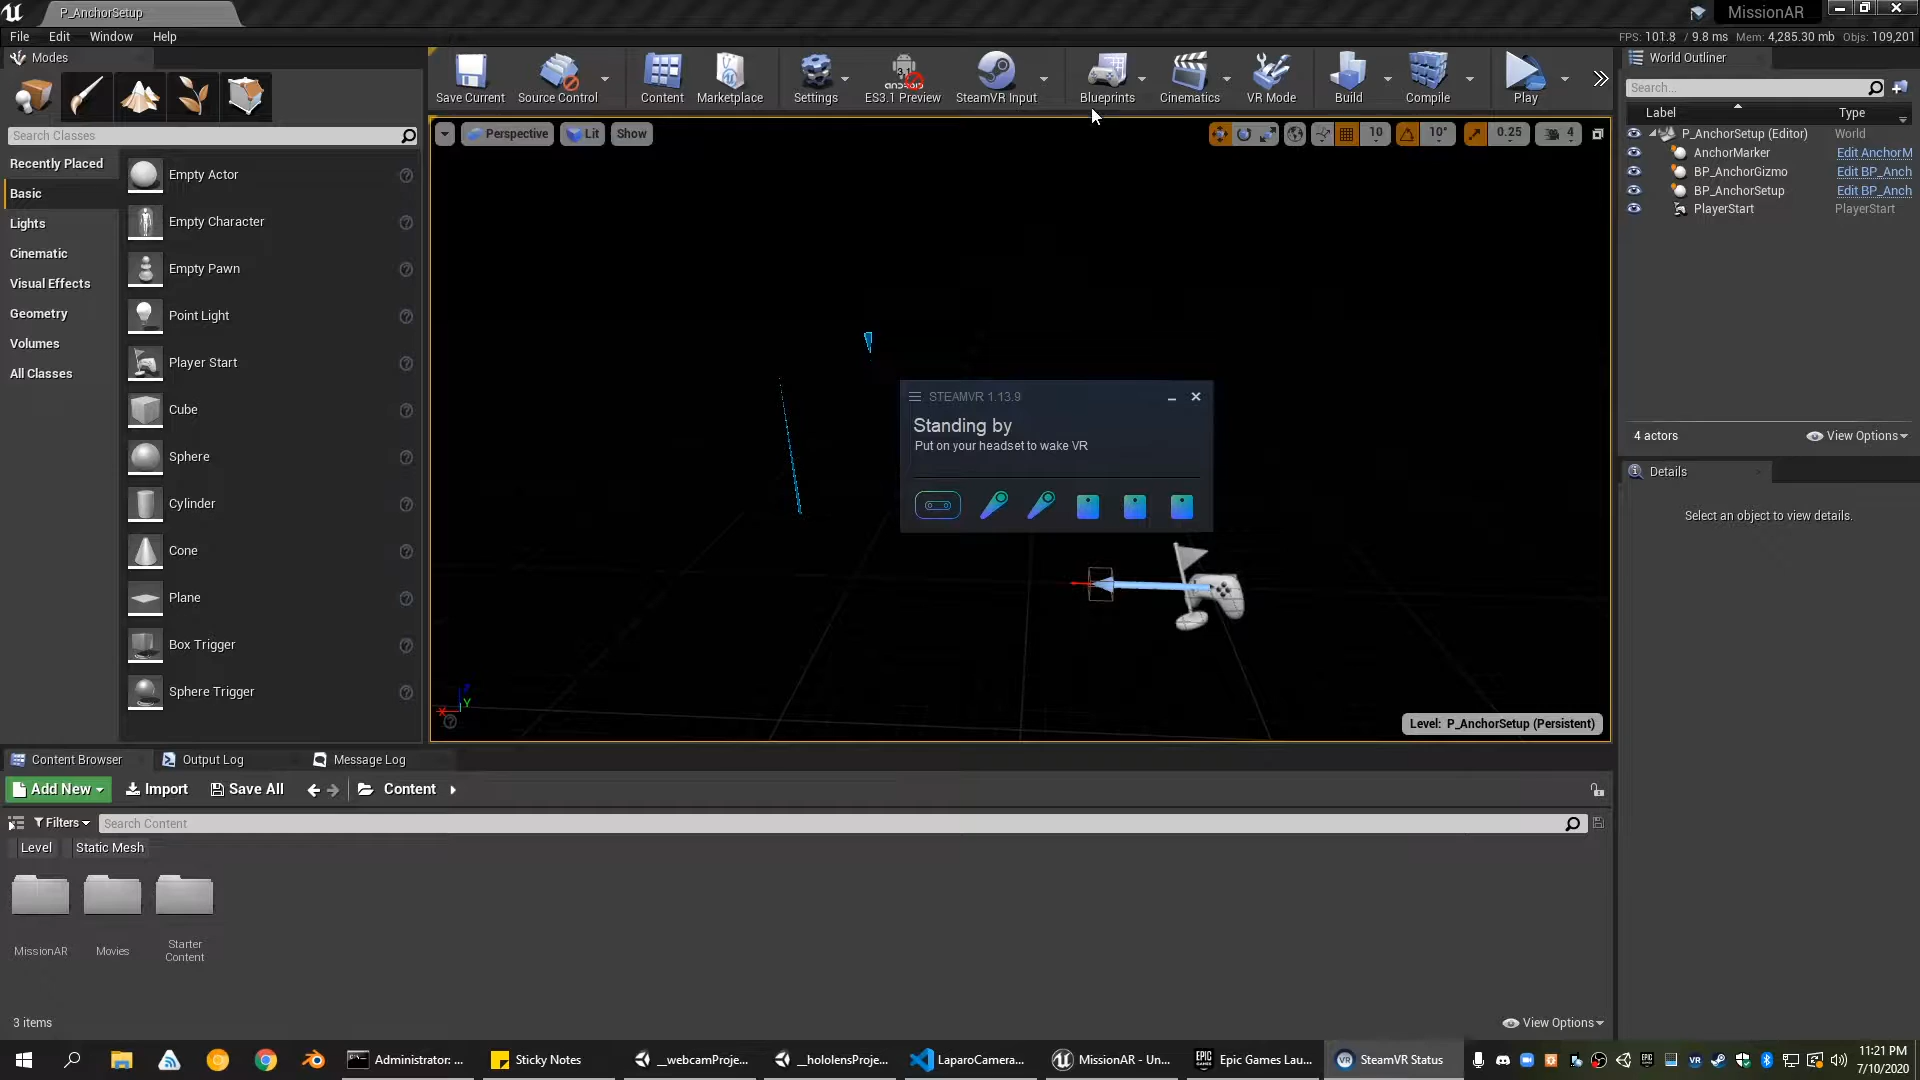 P_AnchorSetup
MissionAR
File Edit Window Help
FPS: 101.8 / 9.8 ms Mem: 4,285.30 mb Objs: 109,201
Modes
Search Classes
Recently Placed
Basic
Lights
Cinematic
Visual Effects
Geometry
Volumes
All Classes
Empty Actor
Empty Character
Empty Pawn
Point Light
Player Start
Cube
Sphere
Cylinder
Cone
Plane
Box Trigger
Sphere Trigger
Save Current
Source Control
Content
Marketplace
Settings
3.1
ES3.1 Preview
SteamVR Input
Blueprints
Cinematics
VR Mode
Build
Compile
Play
Perspective
Lit
Show
10
10°
0.25
4
STEAMVR 1.13.9
Standing by
Put on your headset to wake VR
X
Y
Level: P_AnchorSetup (Persistent)
World Outliner
Search...
Label Type
P_AnchorSetup (Editor) World
AnchorMarker Edit AnchorM
BP_AnchorGizmo Edit BP_Anch
BP_AnchorSetup Edit BP_Anch
PlayerStart PlayerStart
4 actors
View Options
Details
Select an object to view details.
Content Browser
Output Log
Message Log
Add New
Import
Save All
Content
Filters
Search Content
Level
Static Mesh
MissionAR
Movies
Starter
Content
3 items
View Options
Administrator: ...
Sticky Notes
__webcamProje...
__hololensProje...
LaparoCamera...
MissionAR - Un...
Epic Games Lau...
SteamVR Status
11:21 PM
7/10/2020